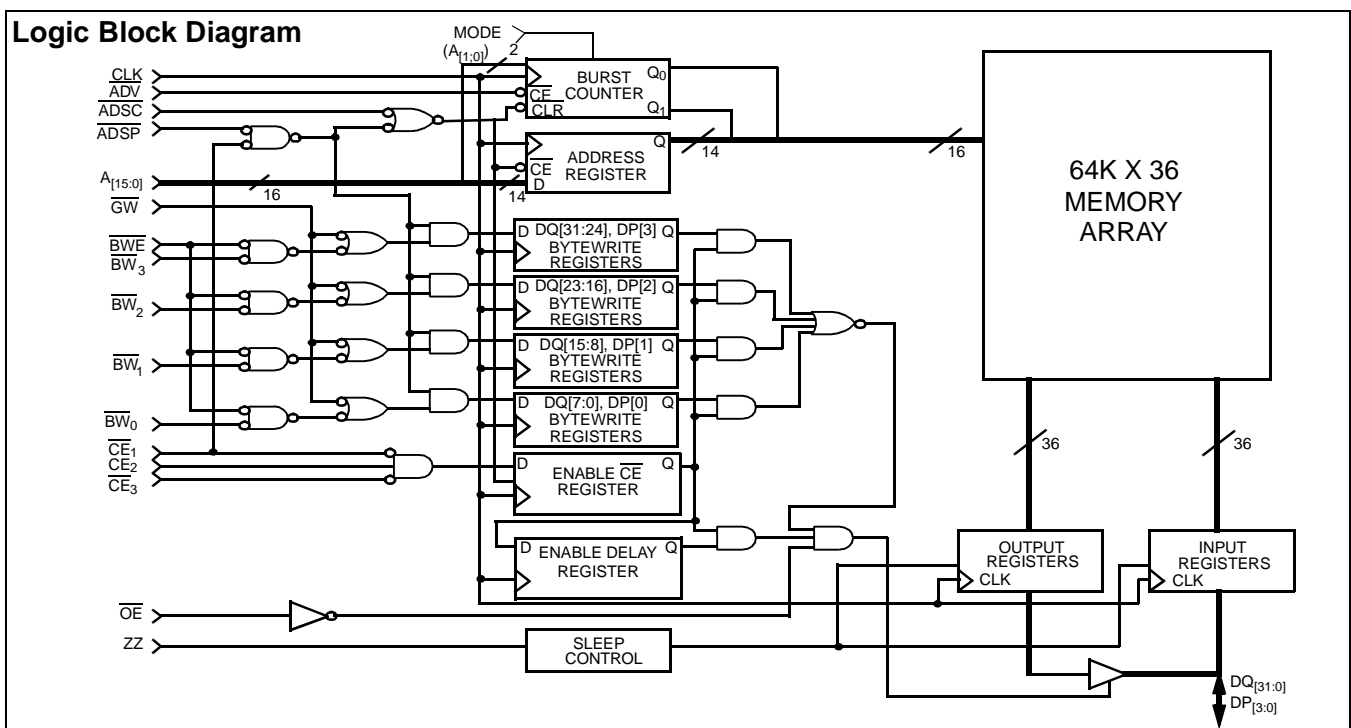 Logic Block Diagram
MODE
(A[1;0])
2
CLK
ADV
ADSC
ADSP
A[15:0]
16
GW
BWE
BW3
BW2
BW1
BW0
CE1
CE2
CE3
OE
ZZ
BURST
COUNTER
Q0
Q1
CE
CLR
ADDRESS
REGISTER
Q
CE
D
14
14
16
D DQ[31:24], DP[3] Q
BYTEWRITE
REGISTERS
D DQ[23:16], DP[2] Q
BYTEWRITE
REGISTERS
D DQ[15:8], DP[1] Q
BYTEWRITE
REGISTERS
D DQ[7:0], DP[0] Q
BYTEWRITE
REGISTERS
D ENABLE CE Q
REGISTER
D ENABLE DELAY Q
REGISTER
SLEEP
CONTROL
64K X 36
MEMORY
ARRAY
36
36
OUTPUT
REGISTERS
CLK
INPUT
REGISTERS
CLK
DQ[31:0]
DP[3:0]